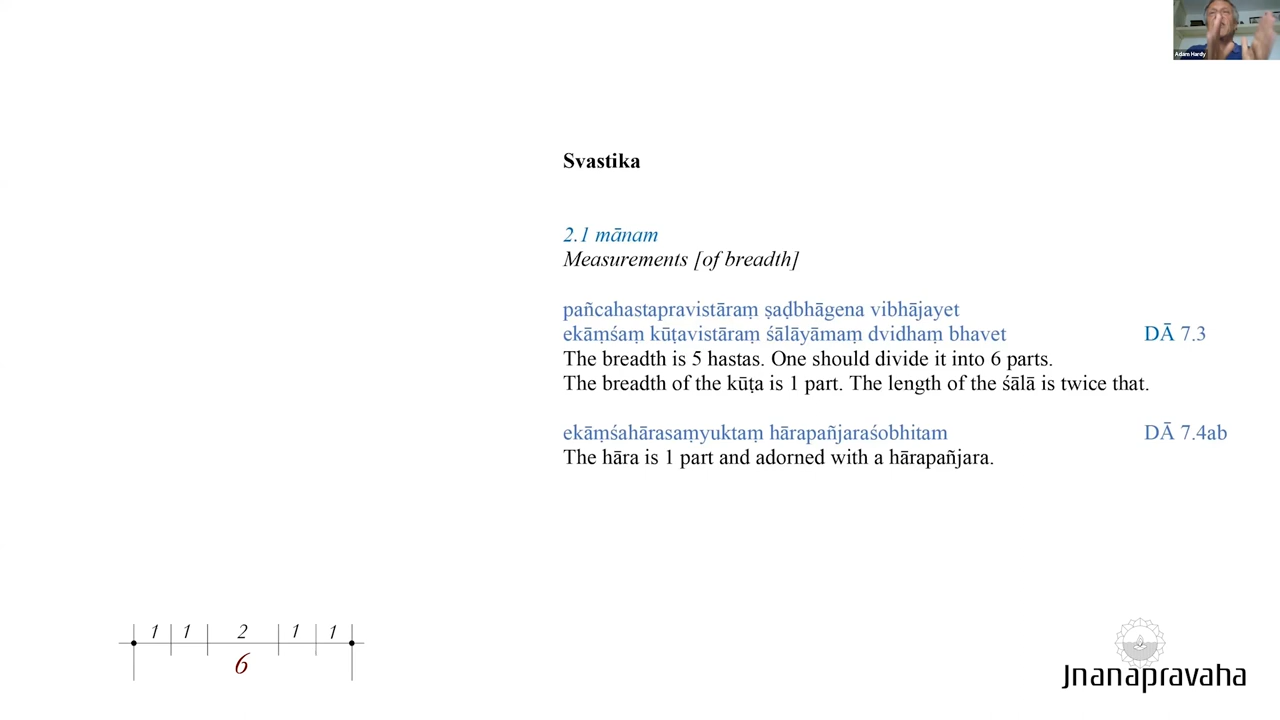 Adam Hardy
Svastika
2.1 mānam
Measurements [of breadth]
pañcahastapravistāraṃ ṣaḍbhāgena vibhājayet
ekāṃśaṃ kūṭavistāraṃ śālāyāmaṃ dvidhaṃ bhavet DĀ 7.3
The breadth is 5 hastas. One should divide it into 6 parts.
The breadth of the kūṭa is 1 part. The length of the śālā is twice that.
ekāṃśahārasaṃyuktaṃ hārapañjaraśobhitam DĀ 7.4ab
The hāra is 1 part and adorned with a hārapañjara.
1 1 2 1 1
6
Jnanapravaha